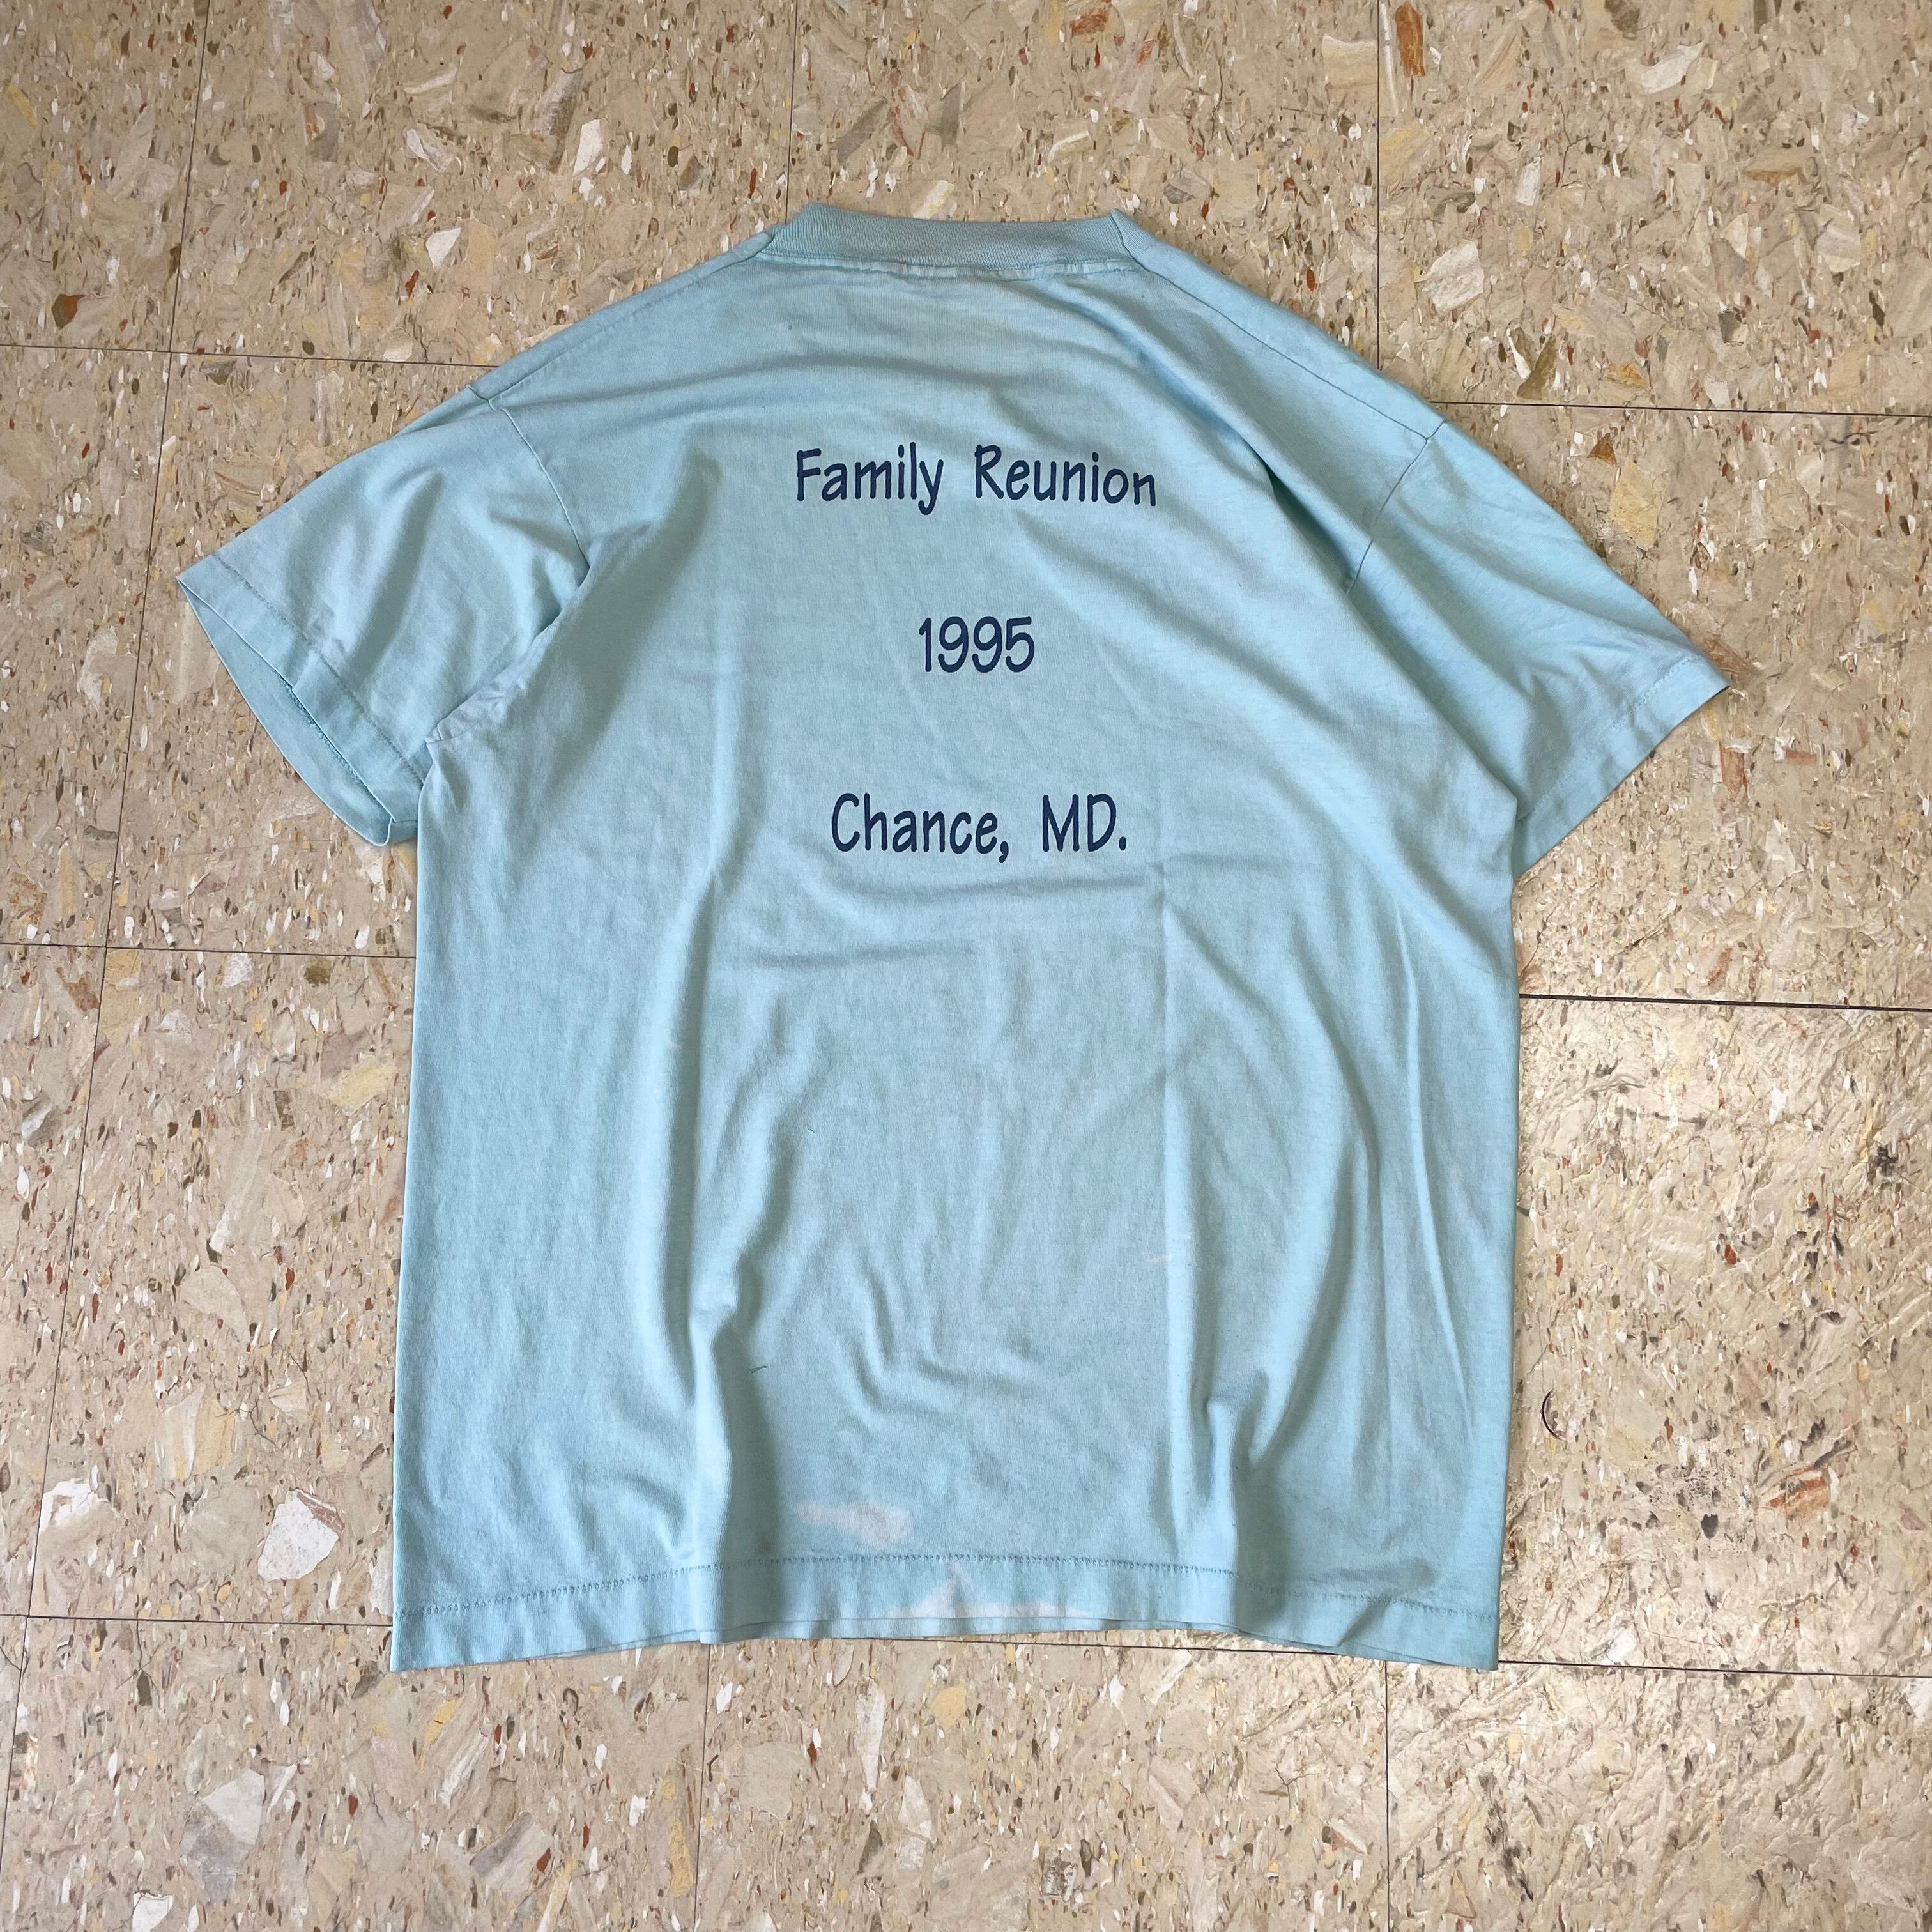 Family Reunion
1995
Chance, MD.